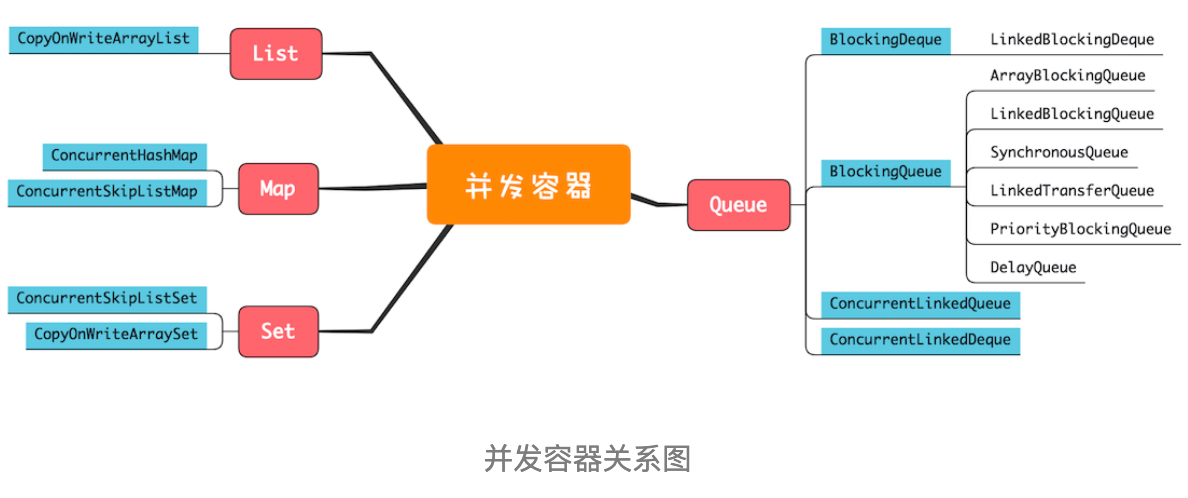 CopyOnWriteArrayList
List
ConcurrentHashMap
ConcurrentSkipListMap
Map
ConcurrentSkipListSet
CopyOnWriteArraySet
Set
并发容器
Queue
BlockingDeque
LinkedBlockingDeque
BlockingQueue
ArrayBlockingQueue
LinkedBlockingQueue
SynchronousQueue
LinkedTransferQueue
PriorityBlockingQueue
DelayQueue
ConcurrentLinkedQueue
ConcurrentLinkedDeque
并发容器关系图